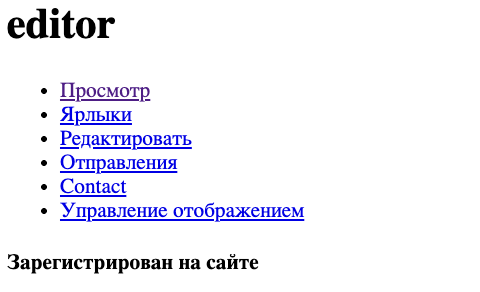 editor
Просмотр
Ярлыки
Редактировать
Отправления
Contact
Управление отображением
Зарегистрирован на сайте